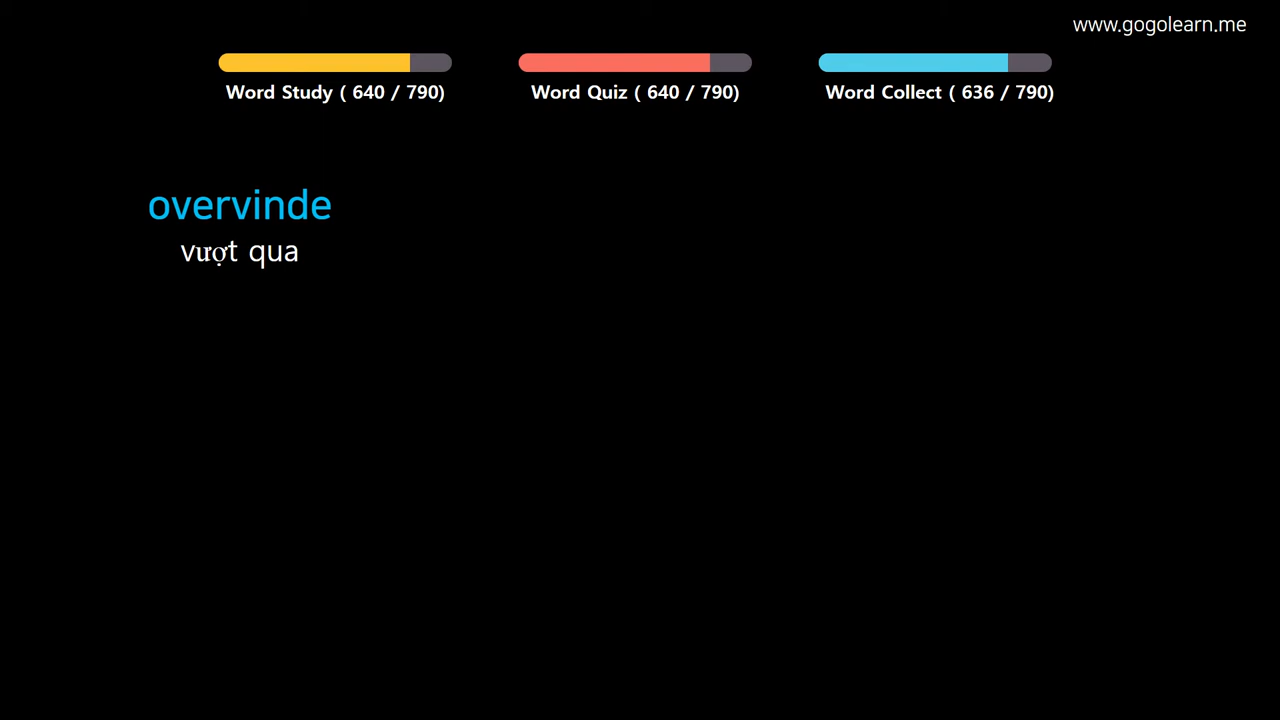 www.gogolearn.me
Word Study ( 640 / 790)
Word Quiz ( 640 / 790)
Word Collect ( 636 / 790)
overvinde
vượt qua